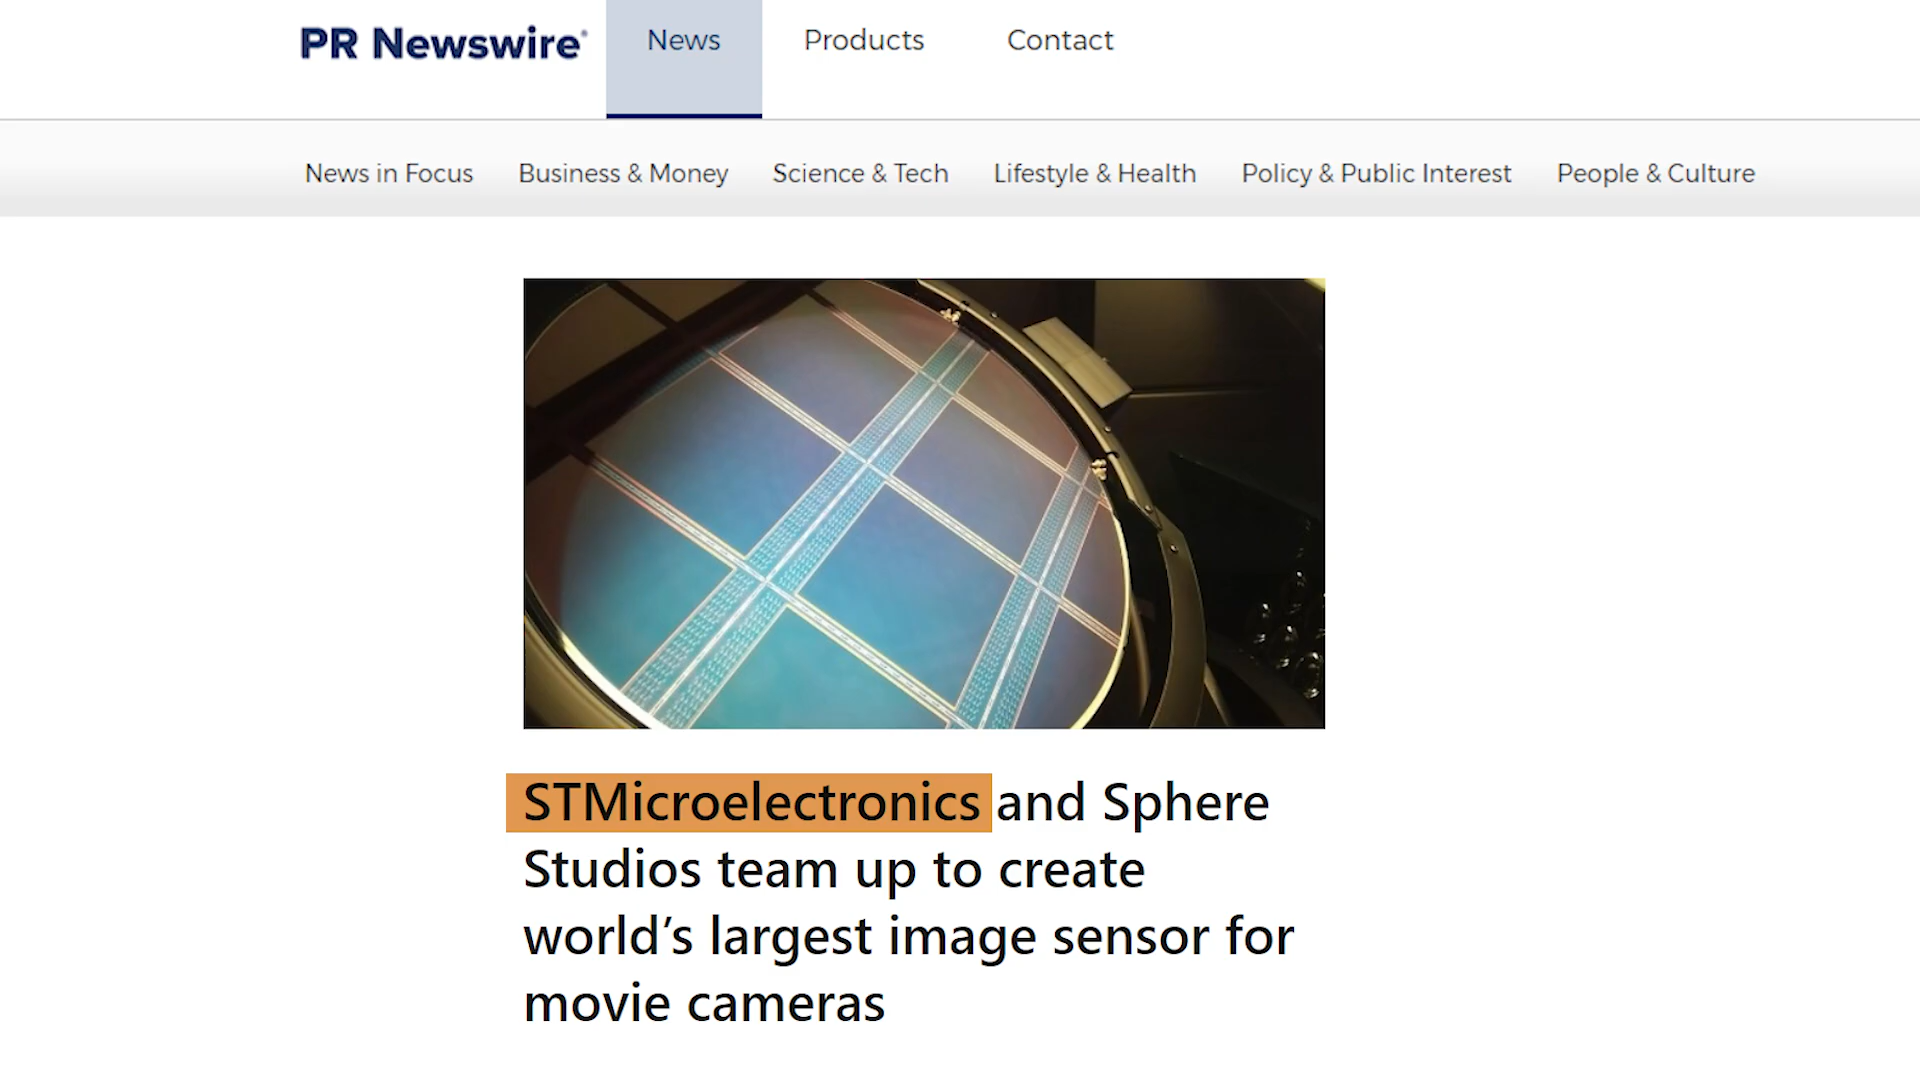 PR Newswire
News
Products
Contact
News in Focus
Business & Money
Science & Tech
Lifestyle & Health
Policy & Public Interest
People & Culture
STMicroelectronics and Sphere
Studios team up to create
world’s largest image sensor for
movie cameras